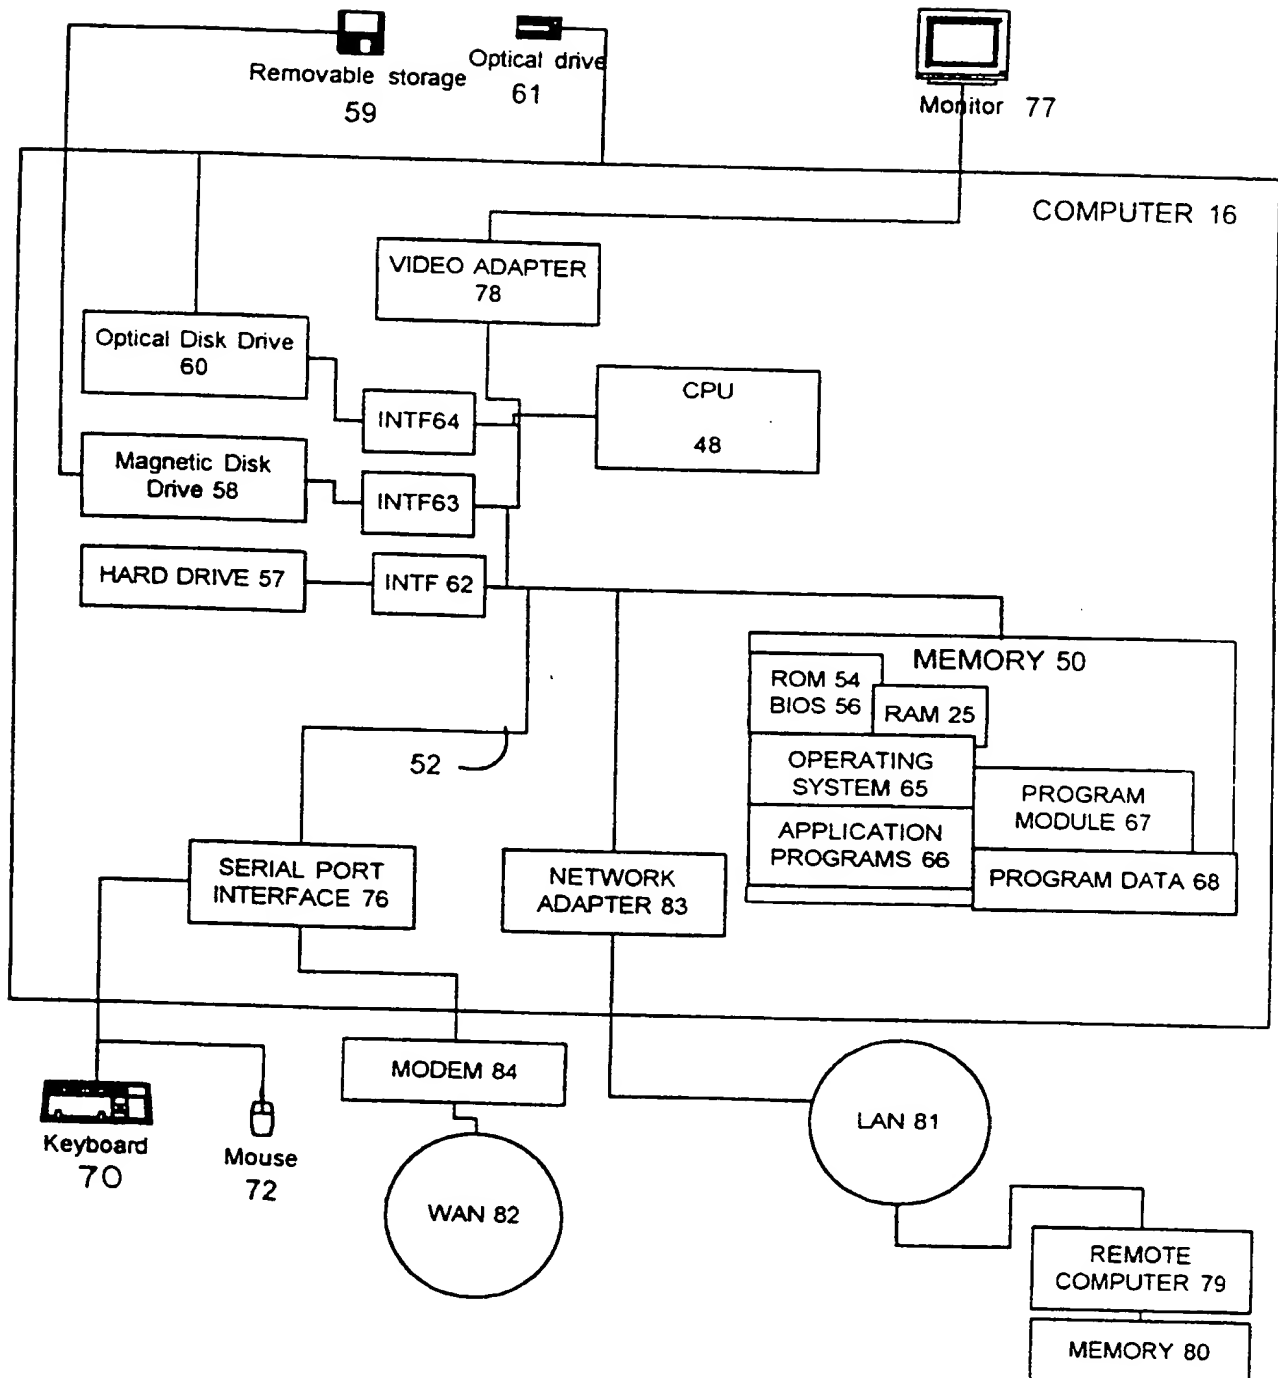 Removable storage
59
Optical drive
61
Monitor 77
COMPUTER 16
VIDEO ADAPTER
78
Optical Disk Drive
60
INTF64
CPU
48
Magnetic Disk
Drive 58
INTF63
HARD DRIVE 57
INTF 62
MEMORY 50
ROM 54
BIOS 56
RAM 25
OPERATING
SYSTEM 65
PROGRAM
MODULE 67
APPLICATION
PROGRAMS 66
PROGRAM DATA 68
52
SERIAL PORT
INTERFACE 76
NETWORK
ADAPTER 83
MODEM 84
LAN 81
Keyboard
70
Mouse
72
WAN 82
REMOTE
COMPUTER 79
MEMORY 80